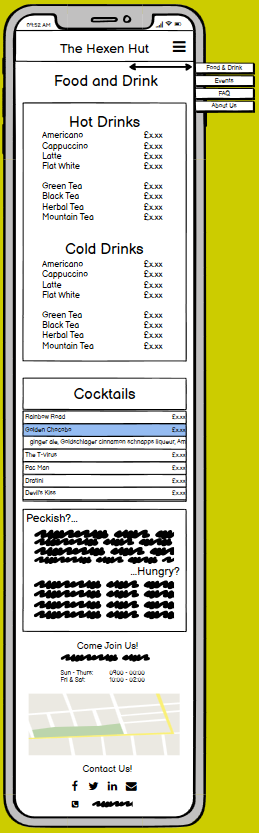 09:52 AM
The Hexen Hut
Food & Drink
Events
FAQ
About Us
Food and Drink
Hot Drinks
Americano £x.xx
Cappuccino £x.xx
Latte £x.xx
Flat White £x.xx
Green Tea £x.xx
Black Tea £x.xx
Herbal Tea £x.xx
Mountain Tea £x.xx
Cold Drinks
Americano £x.xx
Cappuccino £x.xx
Latte £x.xx
Flat White £x.xx
Green Tea £x.xx
Black Tea £x.xx
Herbal Tea £x.xx
Mountain Tea £x.xx
Cocktails
Rainbow Road £x.xx
Golden Chocobo £x.xx
ginger ale, Goldschlager cinnamon schnapps liqueur, Am
The T-Virus £x.xx
Pac Man £x.xx
Dratini £x.xx
Devil's Kiss £x.xx
Peckish?...
...Hungry?
Come Join Us!
Sun - Thurs: 09:00 - 00:00
Fri & Sat: 10:00 - 02:00
Contact Us!